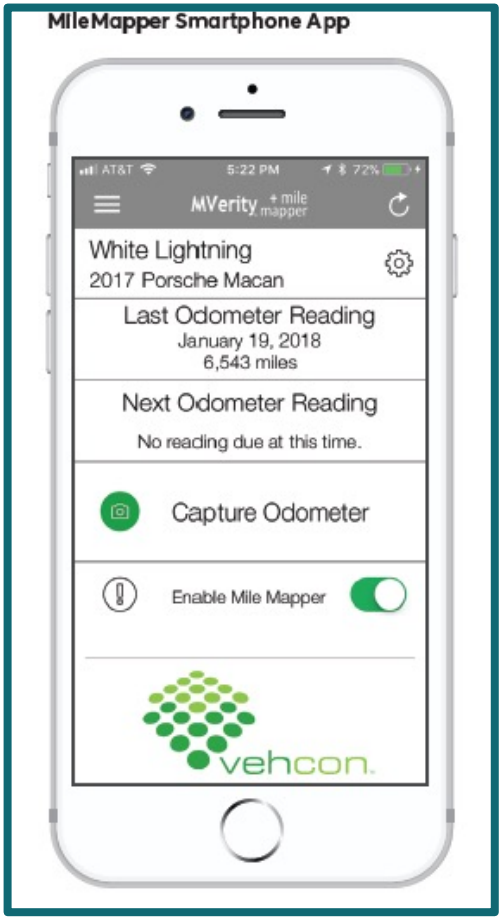 MileMapper Smartphone App
AT&T 5:22 PM 72%
MVerity + mile mapper
White Lightning
2017 Porsche Macan
Last Odometer Reading
January 19, 2018
6,543 miles
Next Odometer Reading
No reading due at this time.
Capture Odometer
Enable Mile Mapper
vehcon.